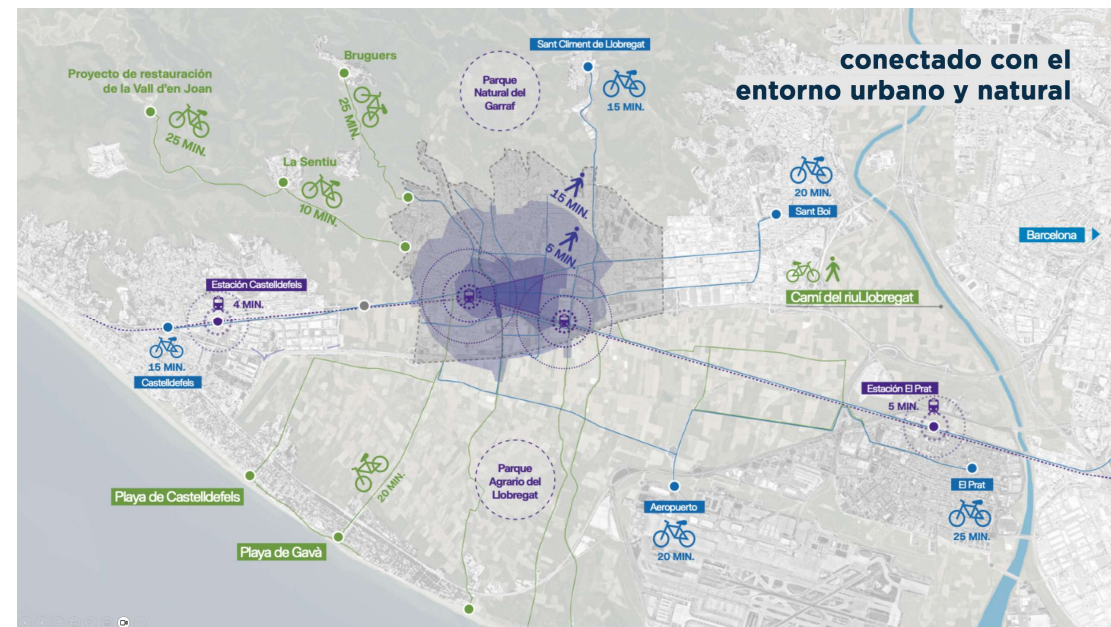 conectado con el
entorno urbano y natural
Sant Climent de Llobregat
15 MIN.
Bruguers
25 MIN.
Parque
Natural del
Garraf
Proyecto de restauración
de la Vall d'en Joan
25 MIN.
La Sentiu
10 MIN.
15 MIN.
5 MIN.
20 MIN.
Sant Boi
Barcelona
Camí del riuLlobregat
Estación Castelldefels
4 MIN.
15 MIN.
Castelldefels
Estación El Prat
5 MIN.
Parque
Agrario del
Llobregat
20 MIN.
Playa de Castelldefels
Playa de Gavà
Aeropuerto
20 MIN.
El Prat
25 MIN.